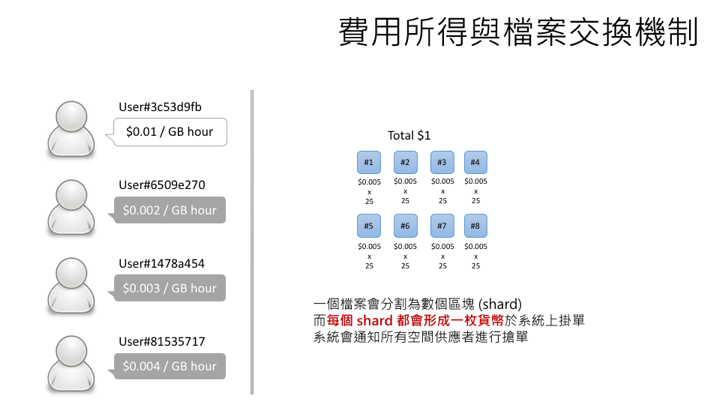 費用所得與檔案交換機制
User#3c53d9fb
$0.01 / GB hour
User#6509e270
$0.002 / GB hour
User#1478a454
$0.003 / GB hour
User#81535717
$0.004 / GB hour
Total $1
#1 #2 #3 #4
$0.005 $0.005 $0.005 $0.005
x x x x
25 25 25 25
#5 #6 #7 #8
$0.005 $0.005 $0.005 $0.005
x x x x
25 25 25 25
一個檔案會分割為數個區塊 (shard)
而每個 shard 都會形成一枚貨幣於系統上掛單
系統會通知所有空間供應者進行搶單